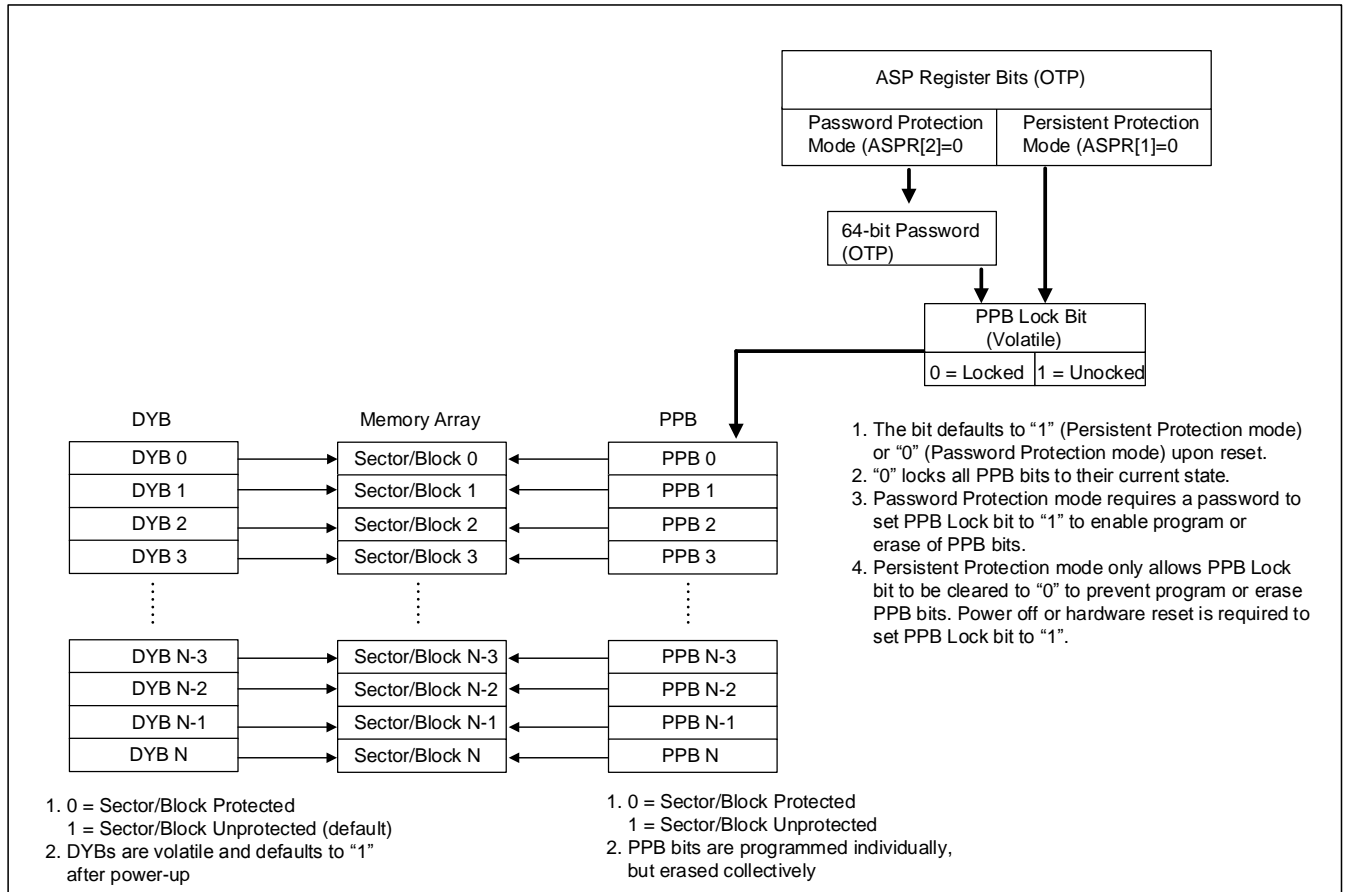 ASP Register Bits (OTP)
Password Protection
Mode (ASPR[2]=0
Persistent Protection
Mode (ASPR[1]=0
64-bit Password
(OTP)
PPB Lock Bit
(Volatile)
0 = Locked
1 = Unocked
DYB
Memory Array
PPB
DYB 0
Sector/Block 0
PPB 0
DYB 1
Sector/Block 1
PPB 1
DYB 2
Sector/Block 2
PPB 2
DYB 3
Sector/Block 3
PPB 3
DYB N-3
Sector/Block N-3
PPB N-3
DYB N-2
Sector/Block N-2
PPB N-2
DYB N-1
Sector/Block N-1
PPB N-1
DYB N
Sector/Block N
PPB N
1. The bit defaults to “1” (Persistent Protection mode)
or “0” (Password Protection mode) upon reset.
2. “0” locks all PPB bits to their current state.
3. Password Protection mode requires a password to
set PPB Lock bit to “1” to enable program or
erase of PPB bits.
4. Persistent Protection mode only allows PPB Lock
bit to be cleared to “0” to prevent program or erase
PPB bits. Power off or hardware reset is required to
set PPB Lock bit to “1”.
1. 0 = Sector/Block Protected
1 = Sector/Block Unprotected (default)
2. DYBs are volatile and defaults to “1”
after power-up
1. 0 = Sector/Block Protected
1 = Sector/Block Unprotected
2. PPB bits are programmed individually,
but erased collectively